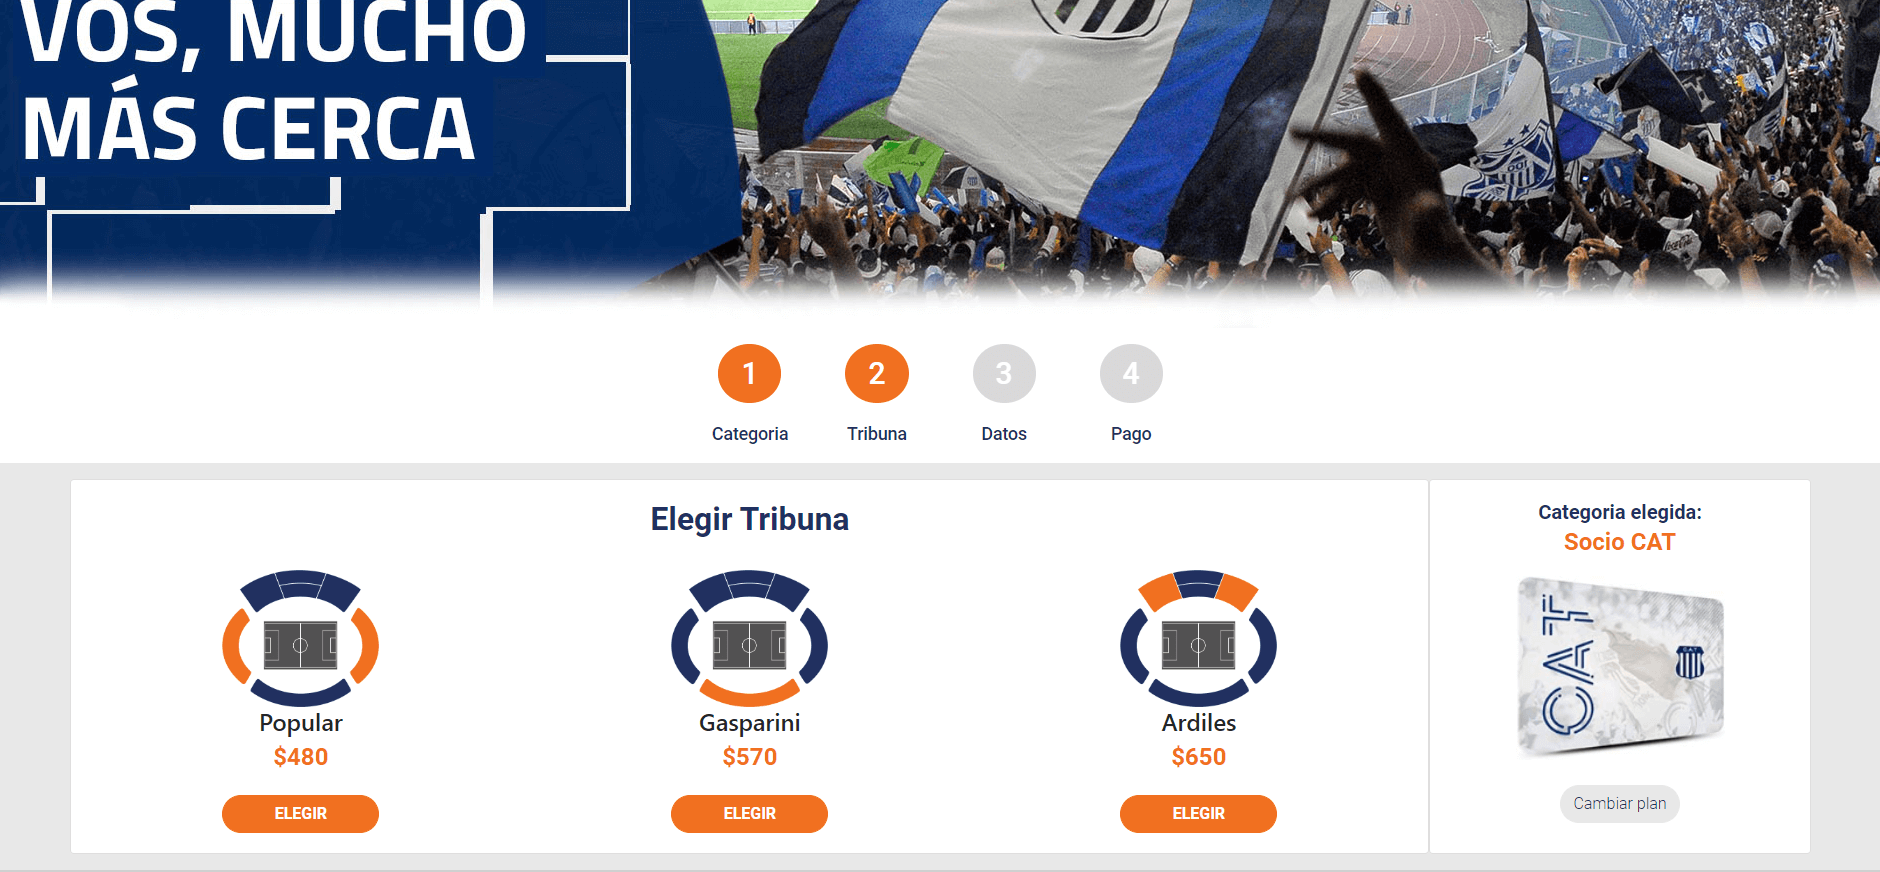 VOS, MUCHO
MÁS CERCA
1
2
3
4
Categoria
Tribuna
Datos
Pago
Elegir Tribuna
Popular
$480
ELEGIR
Gasparini
$570
ELEGIR
Ardiles
$650
ELEGIR
Categoria elegida:
Socio CAT
CAT
CAT
Cambiar plan